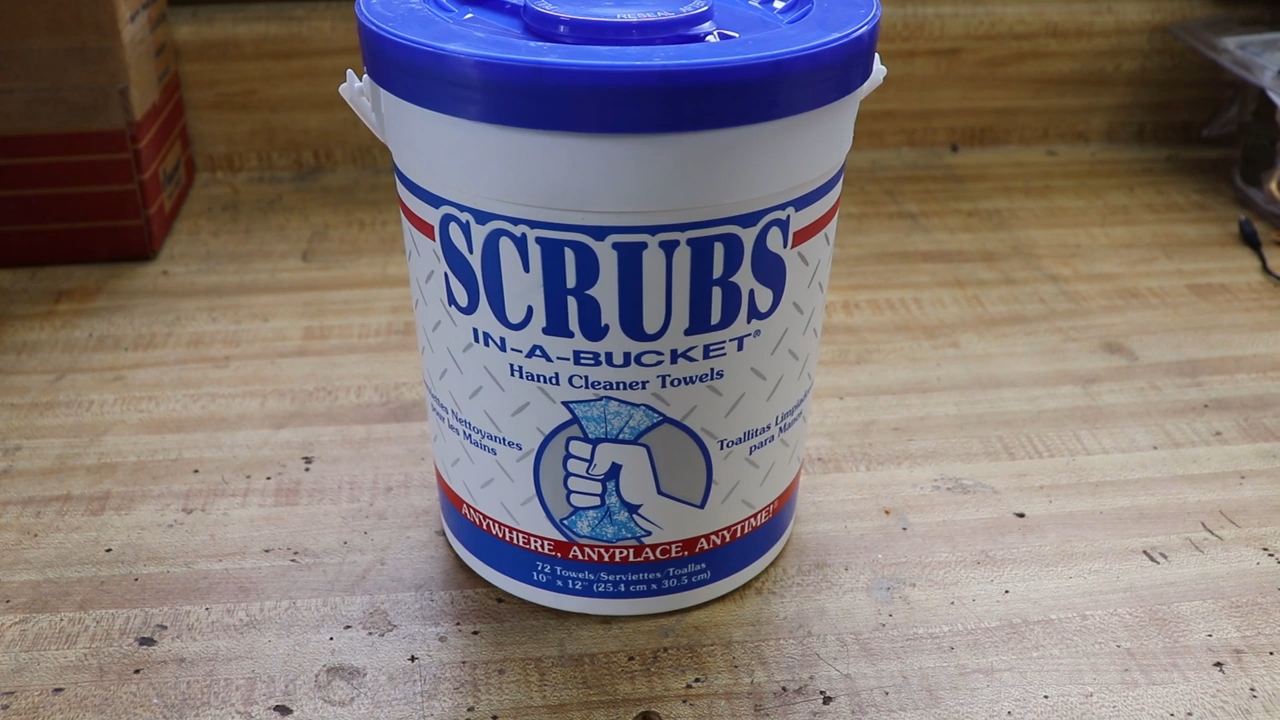 RESEAL
SCRUBS
IN-A-BUCKET®
Hand Cleaner Towels
Nettoyantes
pour les Mains
Toallitas
para Manos
ANYWHERE, ANYPLACE, ANYTIME!®
72 Towels/Serviettes/Toallas
10" x 12" (25.4 cm x 30.5 cm)